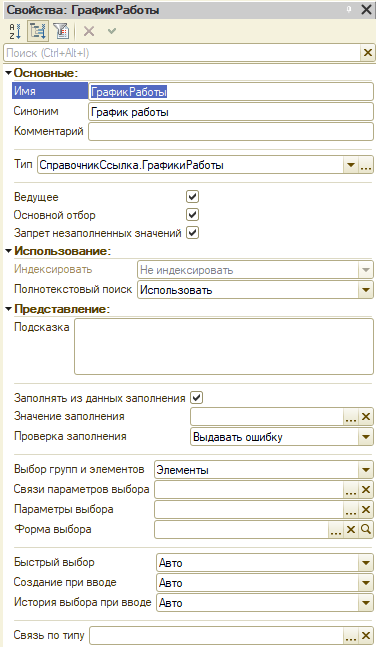 Свойства: ГрафикРаботы
Поиск (Ctrl+Alt+I)
Основные:
Имя ГрафикРаботы
Синоним График работы
Комментарий
Тип СправочникСсылка.ГрафикиРаботы
Ведущее
Основной отбор
Запрет незаполненных значений
Использование:
Индексировать Не индексировать
Полнотекстовый поиск Использовать
Представление:
Подсказка
Заполнять из данных заполнения
Значение заполнения
Проверка заполнения Выдавать ошибку
Выбор групп и элементов Элементы
Связи параметров выбора
Параметры выбора
Форма выбора
Быстрый выбор Авто
Создание при вводе Авто
История выбора при вводе Авто
Связь по типу